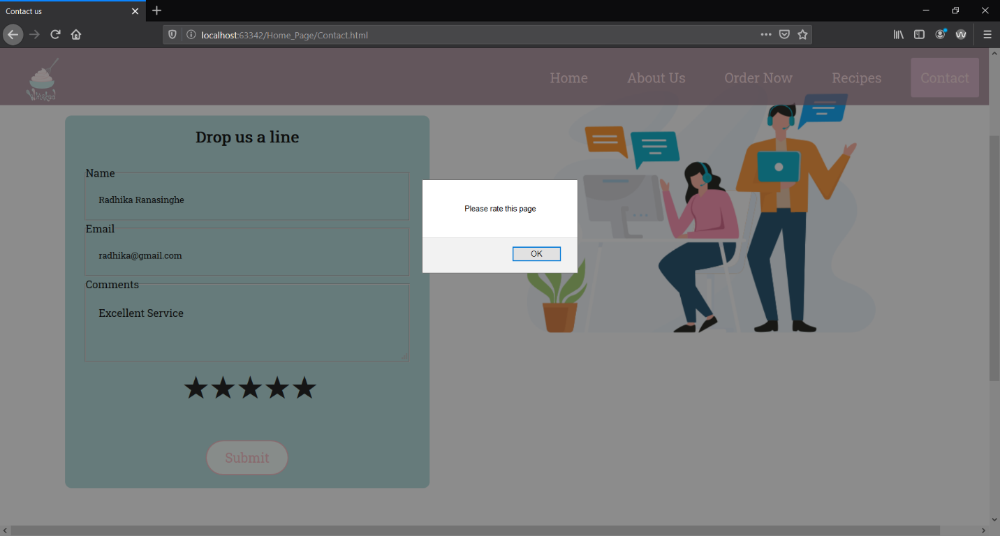 Contact us
localhost:63342/Home_Page/Contact.html
Home About Us Order Now Recipes Contact
Drop us a line
Name
Radhika Ranasinghe
Email
radhika@gmail.com
Comments
Excellent Service
Submit
Please rate this page
OK